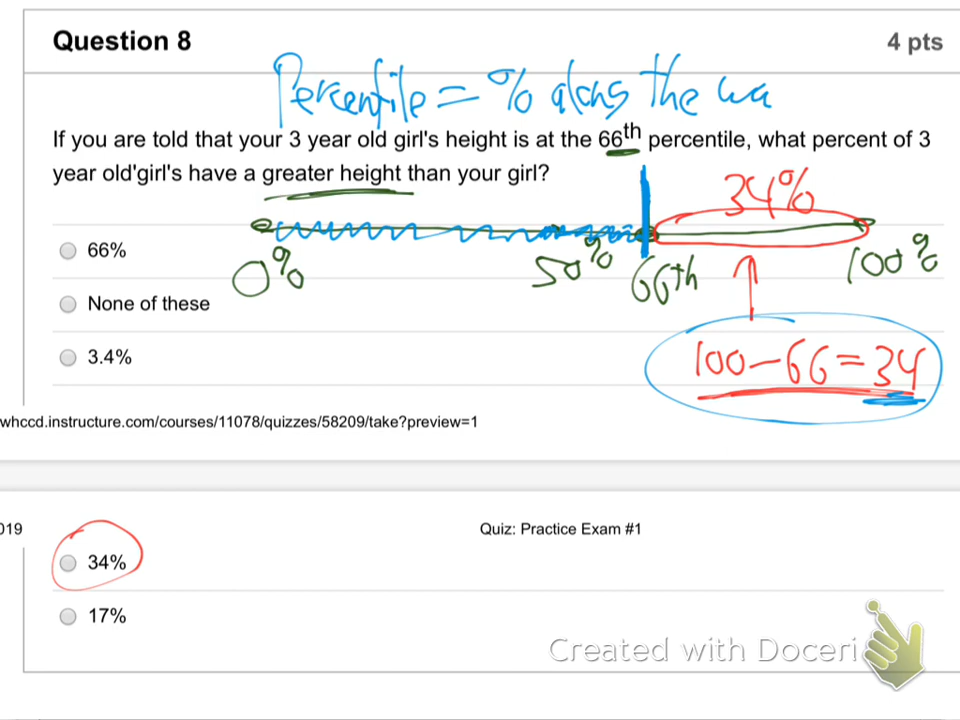 Question 8
4 pts
Percentile = % along the wa
If you are told that your 3 year old girl's height is at the 66th percentile, what percent of 3
year old'girl's have a greater height than your girl?
34%
66%
0%
50%
66th
100%
None of these
3.4%
100-66=34
whccd.instructure.com/courses/11078/quizzes/58209/take?preview=1
019
Quiz: Practice Exam #1
34%
17%
Created with Doceri